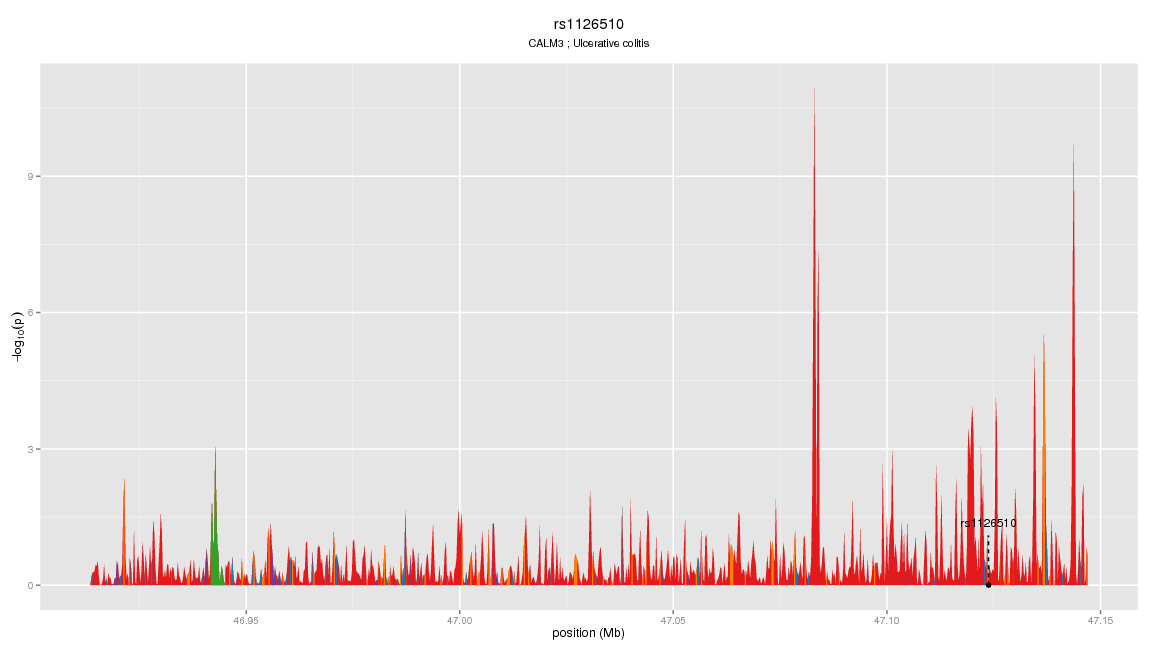 rs1126510
CALM3 ; Ulcerative colitis
−log10(p)
9
6
3
0
rs1126510
46.95
47.00
47.05
47.10
47.15
position (Mb)